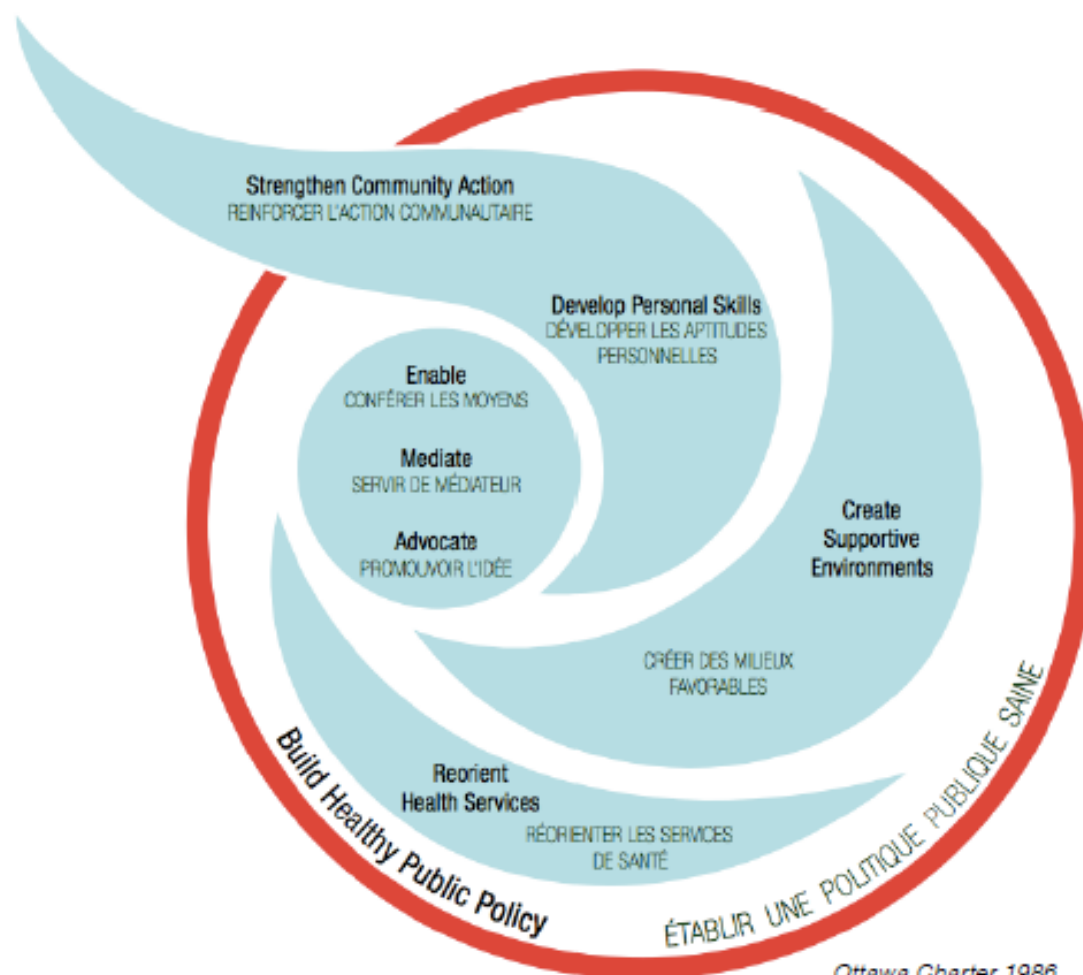 Strengthen Community Action
REINFORCER L'ACTION COMMUNAUTAIRE
Develop Personal Skills
DÉVELOPPER LES APTITUDES
PERSONNELLES
Enable
CONFÉRER LES MOYENS
Mediate
SERVIR DE MÉDIATEUR
Advocate
PROMOUVOIR L'IDÉE
Create
Supportive
Environments
CRÉER DES MILIEUX
FAVORABLES
Reorient
Health Services
RÉORIENTER LES SERVICES
DE SANTÉ
Build Healthy Public Policy
ÉTABLIR UNE POLITIQUE PUBLIQUE SAINE
Ottawa Charter 1986